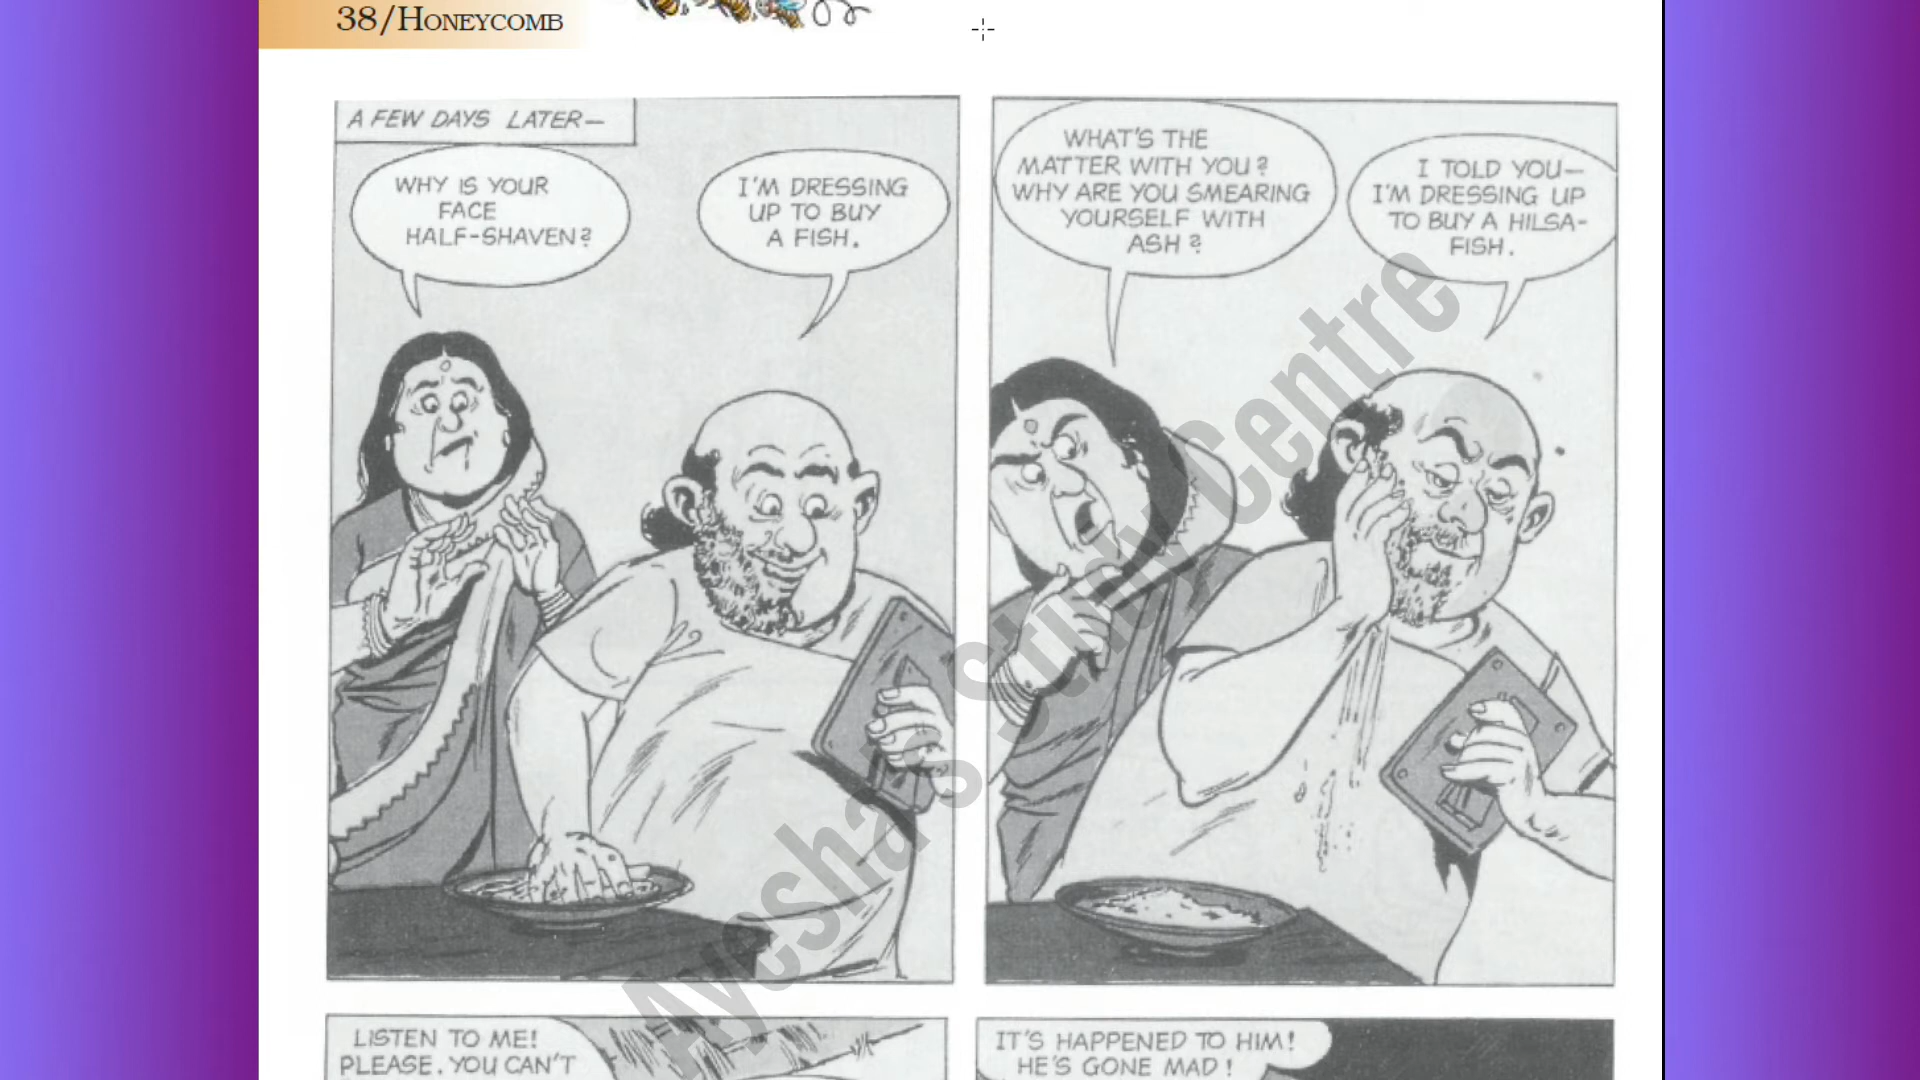 38/HONEYCOMB
A FEW DAYS LATER—
WHY IS YOUR
FACE
HALF-SHAVEN?
I'M DRESSING
UP TO BUY
A FISH.
WHAT'S THE
MATTER WITH YOU?
WHY ARE YOU SMEARING
YOURSELF WITH
ASH?
I TOLD YOU—
I'M DRESSING UP
TO BUY A HILSA-
FISH.
Ayesha's Study Centre
LISTEN TO ME!
PLEASE. YOU CAN'T
IT'S HAPPENED TO HIM!
HE'S GONE MAD!